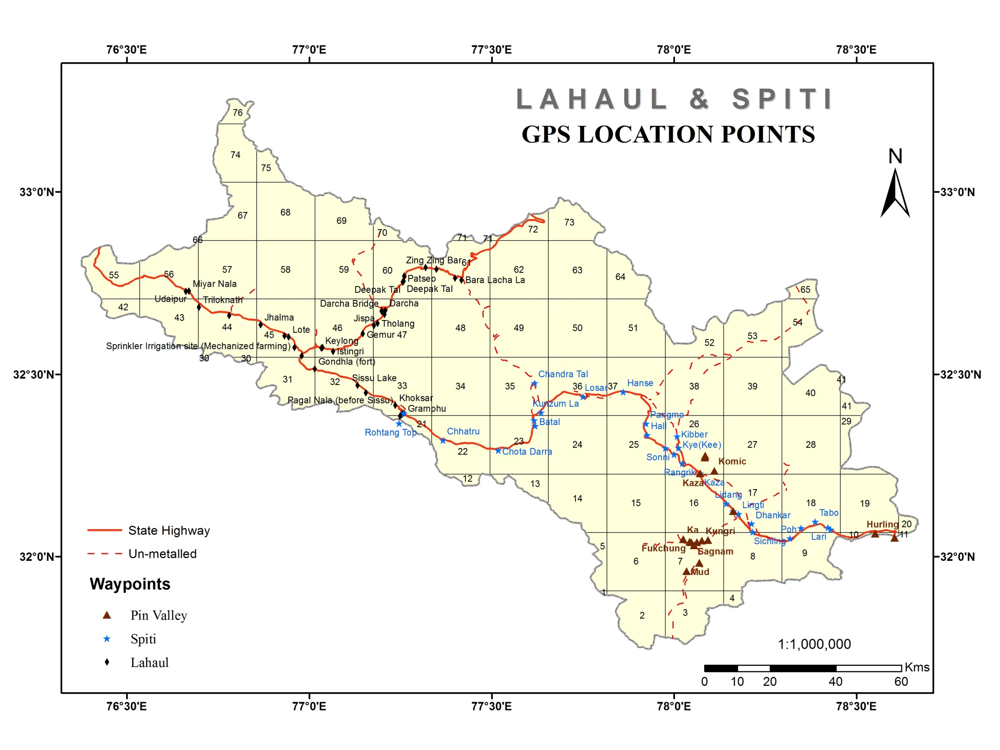 76°30'E 77°0'E 77°30'E 78°0'E 78°30'E
LAHAUL & SPITI
GPS LOCATION POINTS
N
33°0'N 33°0'N
32°30'N 32°30'N
32°0'N 32°0'N
76
74
75
67 68 69 70
66 71 71 72 73
55 56 57 58 59 60 61 62 63 64
Zing Zing Bar
Miyar Nala
Patseo
Bara Lacha La
Deepak Tal
Deepak Tal
Udaipur
Triloknath
Darcha Bridge
Darcha
65
42 43 44 45 46 48 49 50 51 52 53 54
Jhalma
Jispa
Tholang
Lote
Gemur 47
Keylong
Sprinkler Irrigation site (Mechanized farming)
Istingri
30 30
Gondhla (fort)
31 32 33 34 35 36 37 38 39 40 41
41
Sissu Lake
Chandra Tal
Losar
Hanse
Pagal Nala (before Sissu)
Khoksar
Kunzum La
Gramphu
Pangmo
21 26 29
Batal
Hall
Rohtang Top
Chhatru
Kibber
22 23 24 25 27 28
Kye(Kee)
Chota Darra
Sonni
Komic
Rangrik
12 13
Kaza
Kaza
14 15 16 17 18 19
Lidang
Lingti
Dhankar
Tabo
Ka
Kungri
Poh
Hurling
20
10 11
Sichling
Lari
5 6 7 8 9
Fukchung
Sagnam
Mud
1 4
2 3
State Highway
Un-metalled
Waypoints
Pin Valley
Spiti
Lahaul
1:1,000,000
Kms
0 10 20 40 60
76°30'E 77°0'E 77°30'E 78°0'E 78°30'E